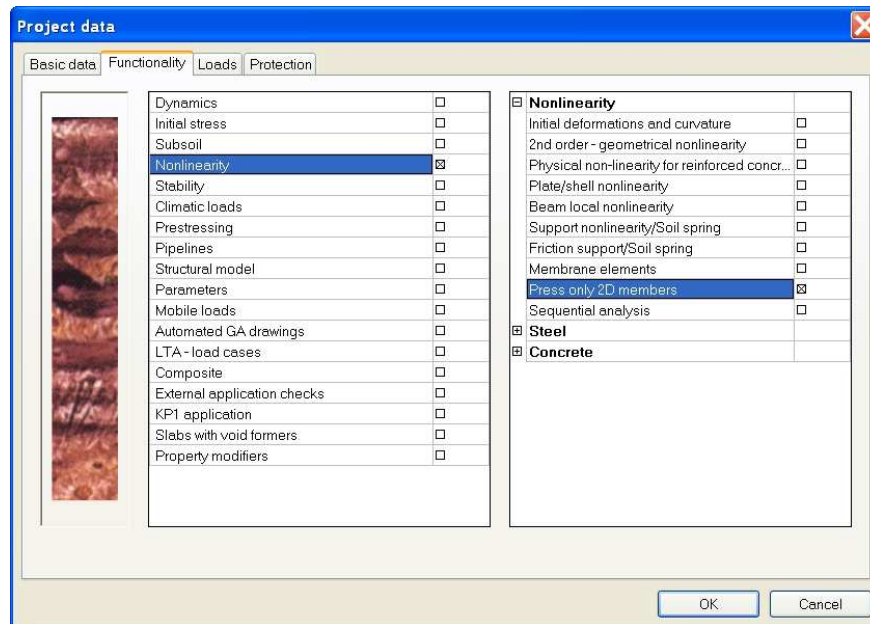 Project data
Basic data Functionality Loads Protection
Dynamics
Initial stress
Subsoil
Nonlinearity
Stability
Climatic loads
Prestressing
Pipelines
Structural model
Parameters
Mobile loads
Automated GA drawings
LTA - load cases
Composite
External application checks
KP1 application
Slabs with void formers
Property modifiers
Nonlinearity
Initial deformations and curvature
2nd order - geometrical nonlinearity
Physical non-linearity for reinforced concr...
Plate/shell nonlinearity
Beam local nonlinearity
Support nonlinearity/Soil spring
Friction support/Soil spring
Membrane elements
Press only 2D members
Sequential analysis
Steel
Concrete
OK Cancel